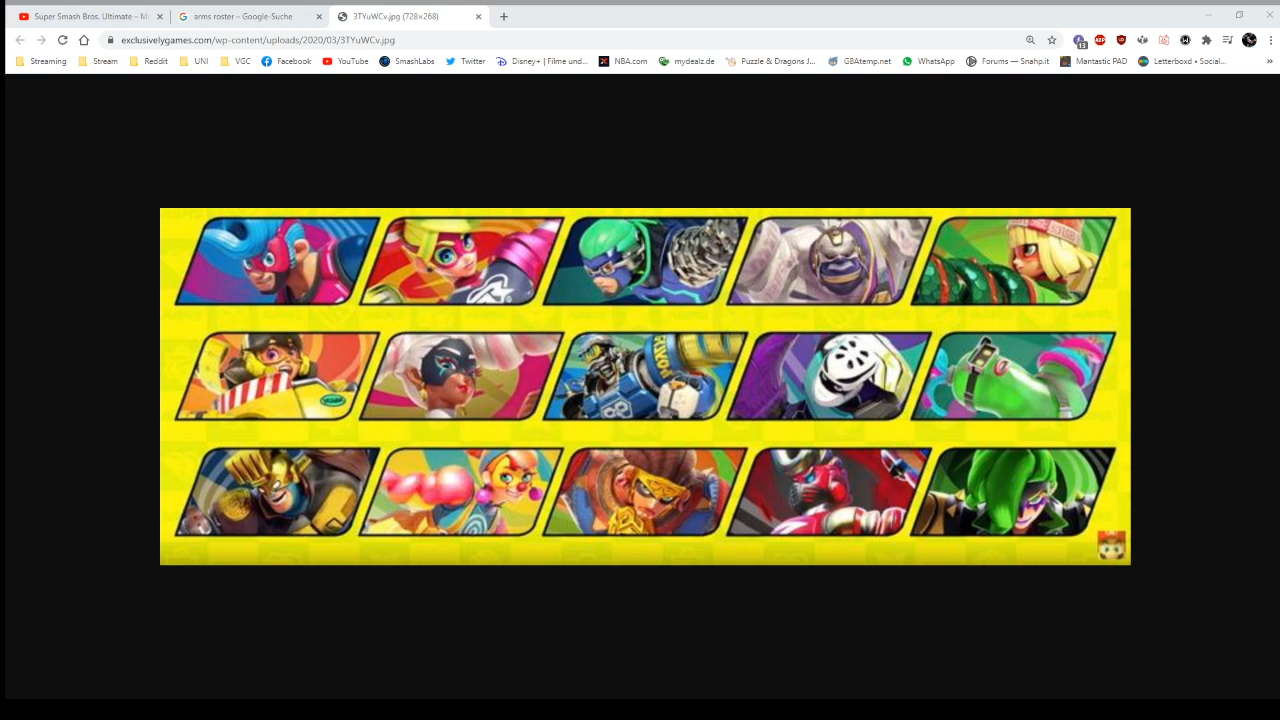 Super Smash Bros. Ultimate – M
arms roster – Google-Suche
3TYuWCv.jpg (728×268)
exclusivelygames.com/wp-content/uploads/2020/03/3TYuWCv.jpg
13
ABP
Streaming
Stream
Reddit
UNI
VGC
Facebook
YouTube
SmashLabs
Twitter
Disney+ | Filme und...
NBA.com
mydealz.de
Puzzle & Dragons J...
GBAtemp.net
WhatsApp
Forums — Snahp.it
Mantastic PAD
Letterboxd • Social...
»